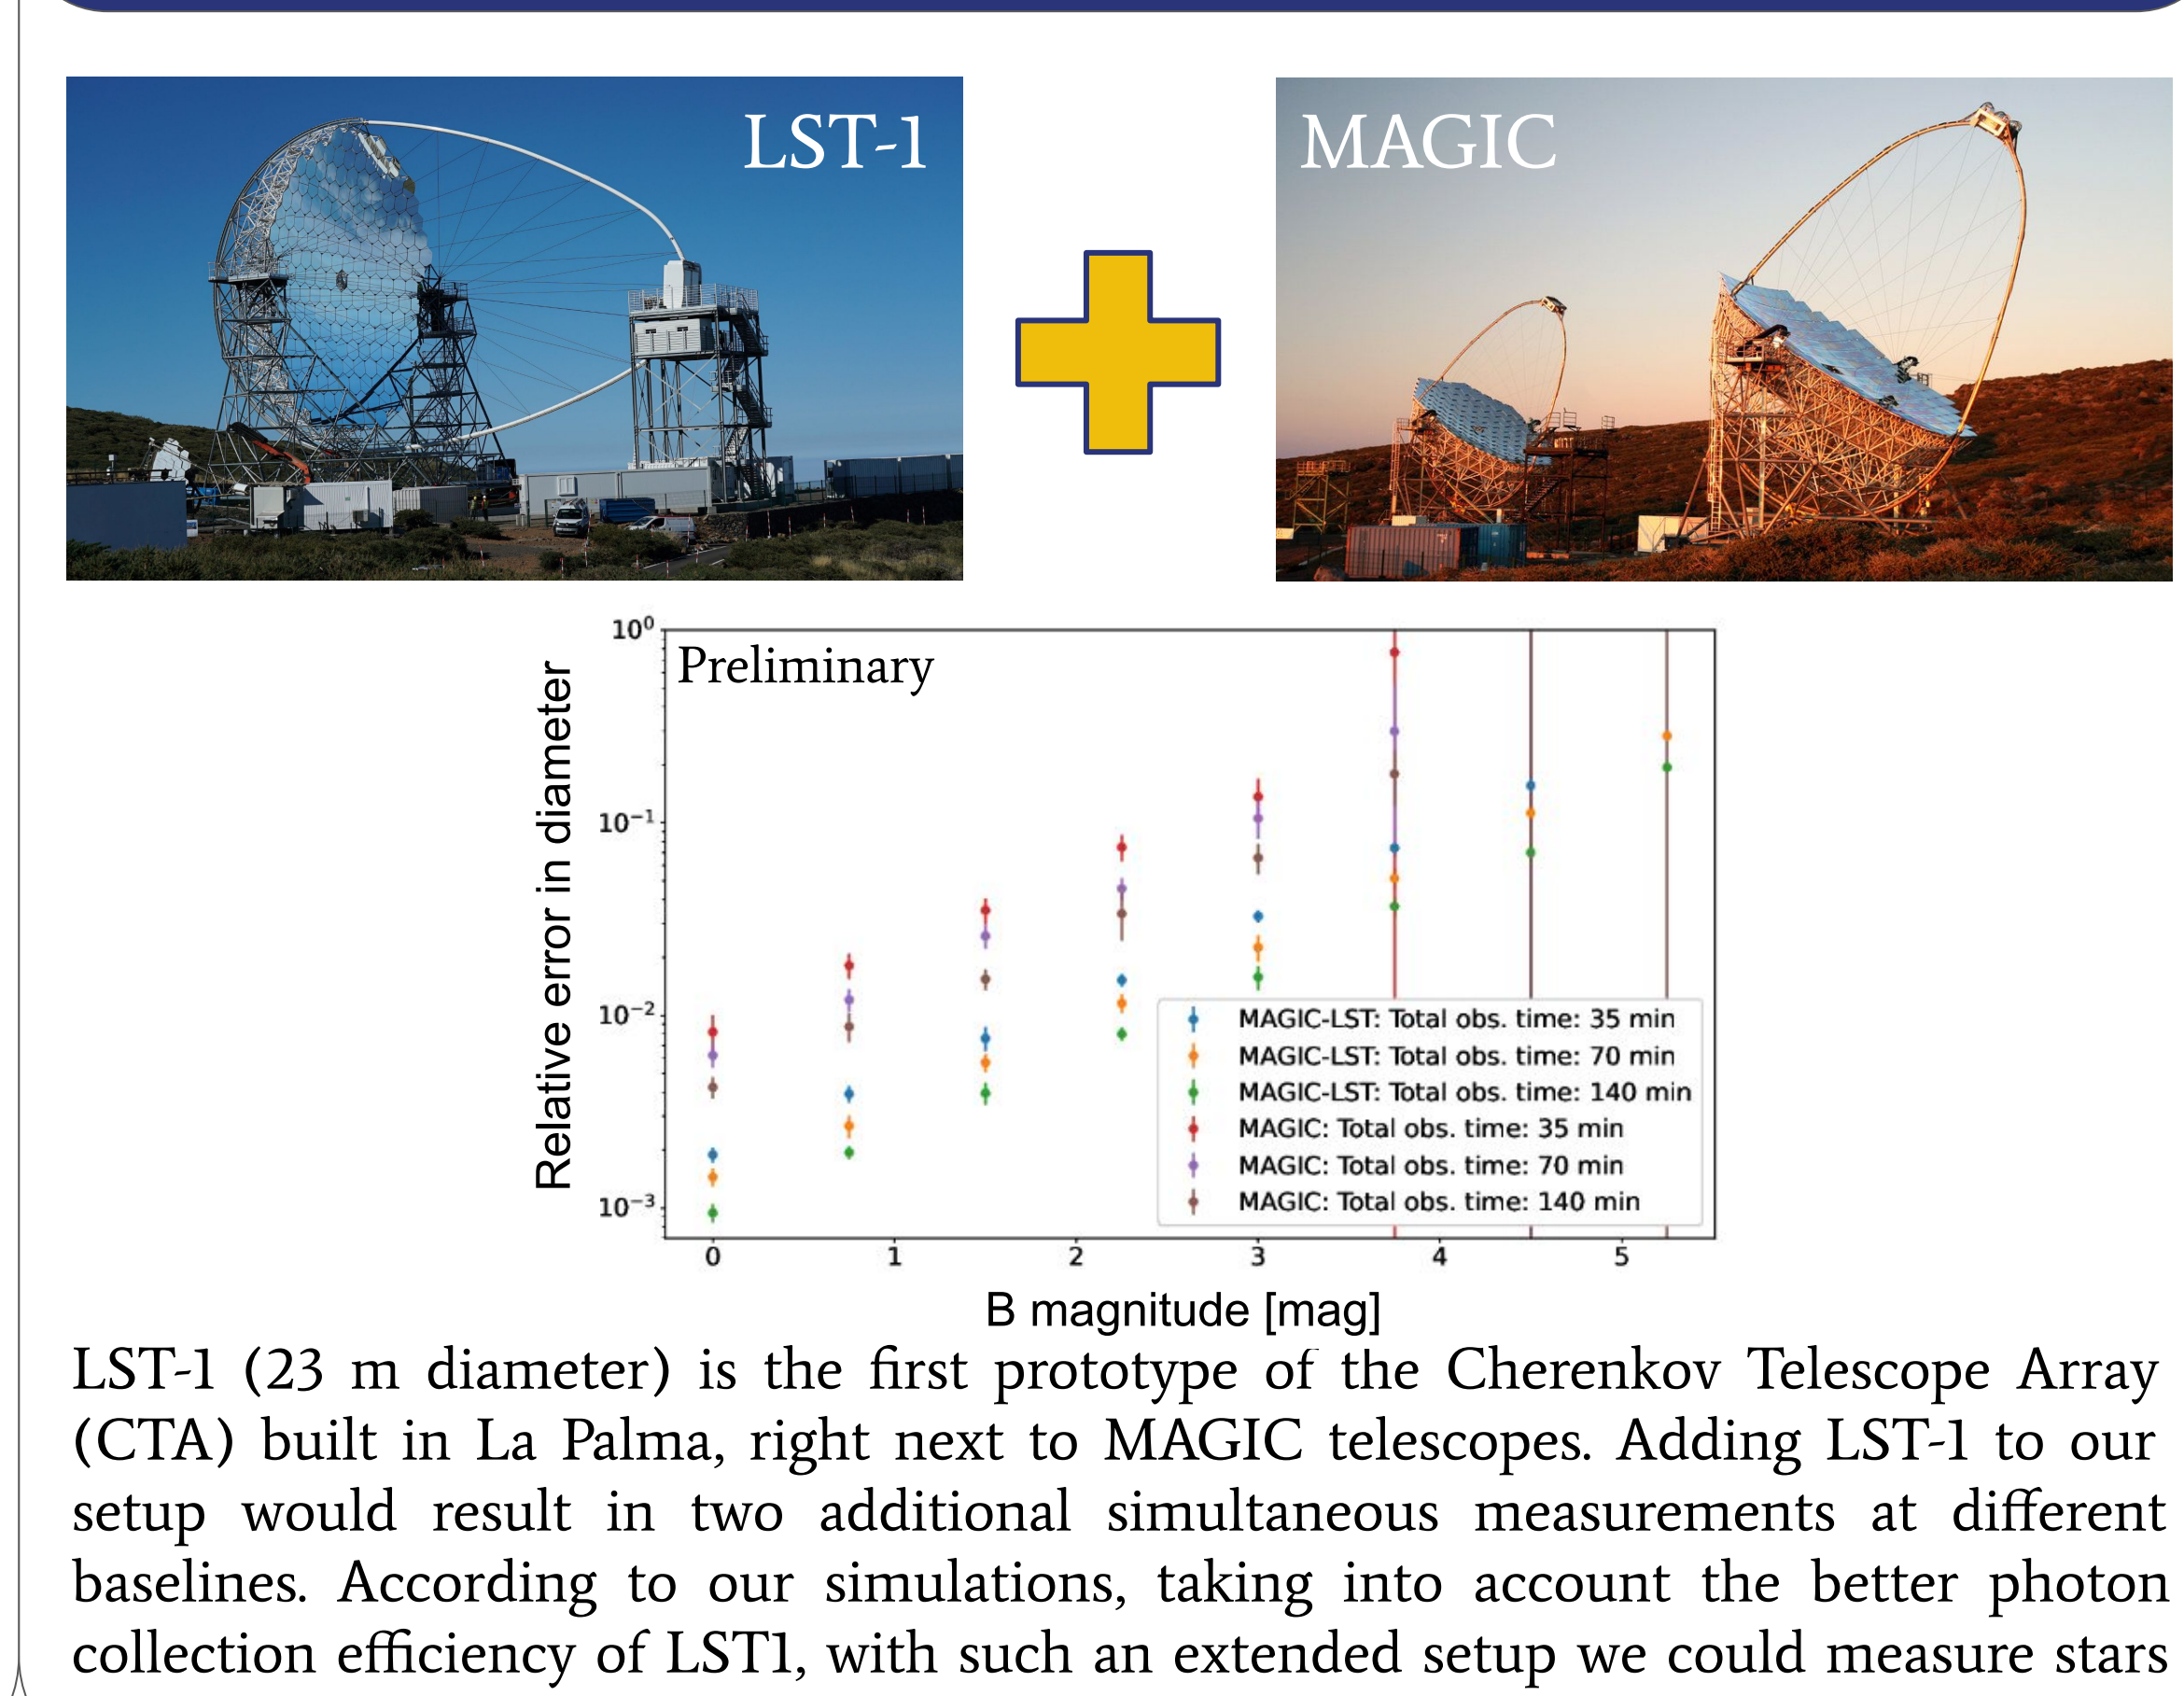 LST-1
MAGIC
Preliminary
Relative error in diameter
10⁰
10⁻¹
10⁻²
10⁻³
MAGIC-LST: Total obs. time: 35 min
MAGIC-LST: Total obs. time: 70 min
MAGIC-LST: Total obs. time: 140 min
MAGIC: Total obs. time: 35 min
MAGIC: Total obs. time: 70 min
MAGIC: Total obs. time: 140 min
0 1 2 3 4 5
B magnitude [mag]
LST-1 (23 m diameter) is the first prototype of the Cherenkov Telescope Array
(CTA) built in La Palma, right next to MAGIC telescopes. Adding LST-1 to our
setup would result in two additional simultaneous measurements at different
baselines. According to our simulations, taking into account the better photon
collection efficiency of LST1, with such an extended setup we could measure stars